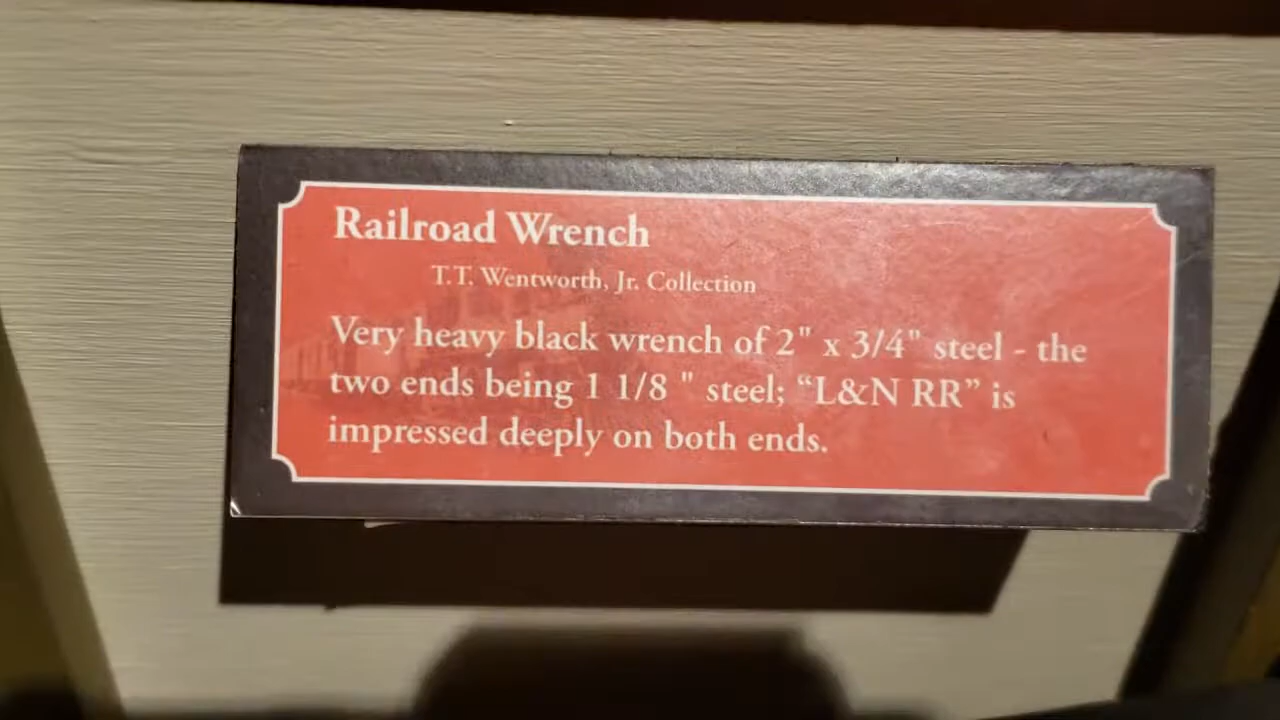 Railroad Wrench
T.T. Wentworth, Jr. Collection
Very heavy black wrench of 2" x 3/4" steel - the
two ends being 1 1/8 " steel; “L&N RR” is
impressed deeply on both ends.